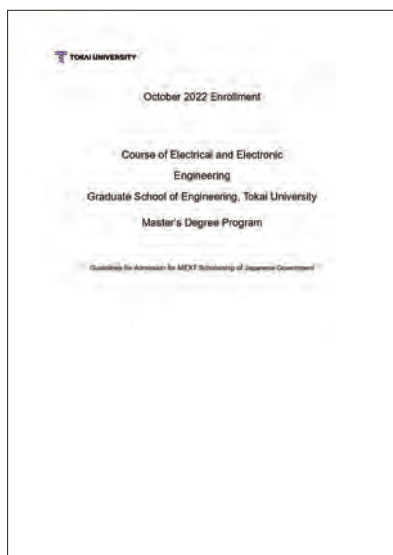 TOKAI UNIVERSITY
October 2022 Enrollment
Course of Electrical and Electronic
Engineering
Graduate School of Engineering, Tokai University
Master's Degree Program
Guidelines for Admission for MEXT Scholarship of Japanese Government